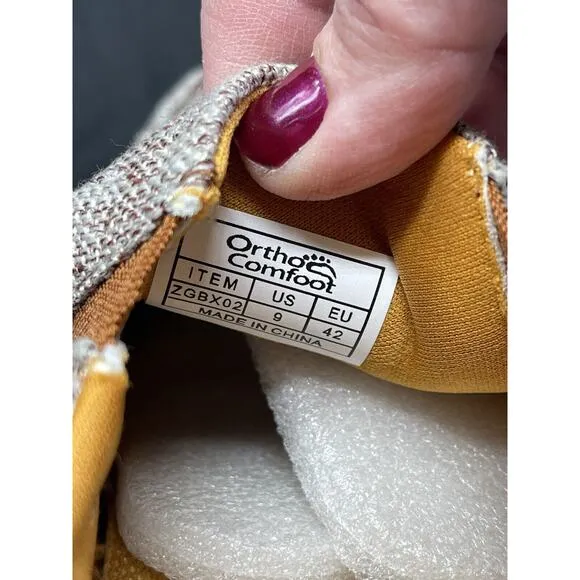 Ortho
Comfoot
ITEM US EU
ZGBX02 9 42
MADE IN CHINA